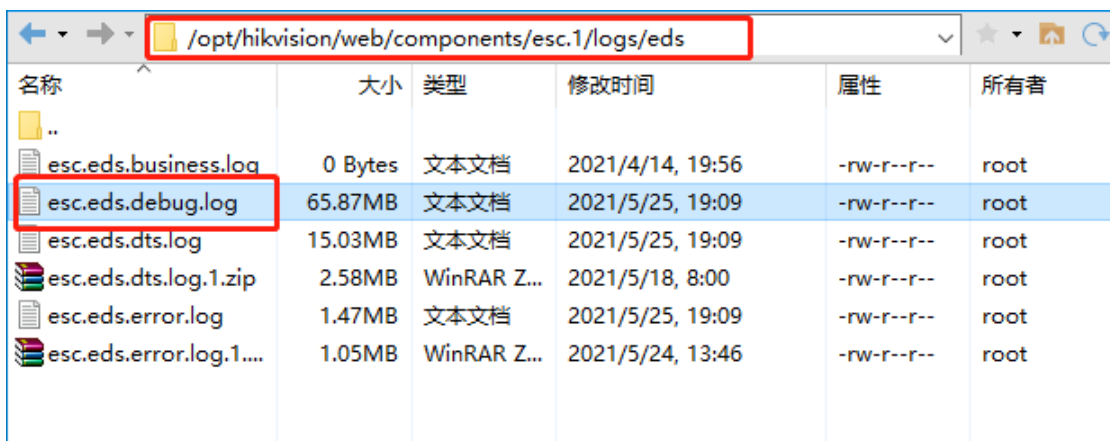 /opt/hikvision/web/components/esc.1/logs/eds
名称 大小 类型 修改时间 属性 所有者
..
esc.eds.business.log 0 Bytes 文本文档 2021/4/14, 19:56 -rw-r--r-- root
esc.eds.debug.log 65.87MB 文本文档 2021/5/25, 19:09 -rw-r--r-- root
esc.eds.dts.log 15.03MB 文本文档 2021/5/25, 19:09 -rw-r--r-- root
esc.eds.dts.log.1.zip 2.58MB WinRAR Z... 2021/5/18, 8:00 -rw-r--r-- root
esc.eds.error.log 1.47MB 文本文档 2021/5/25, 19:09 -rw-r--r-- root
esc.eds.error.log.1.... 1.05MB WinRAR Z... 2021/5/24, 13:46 -rw-r--r-- root